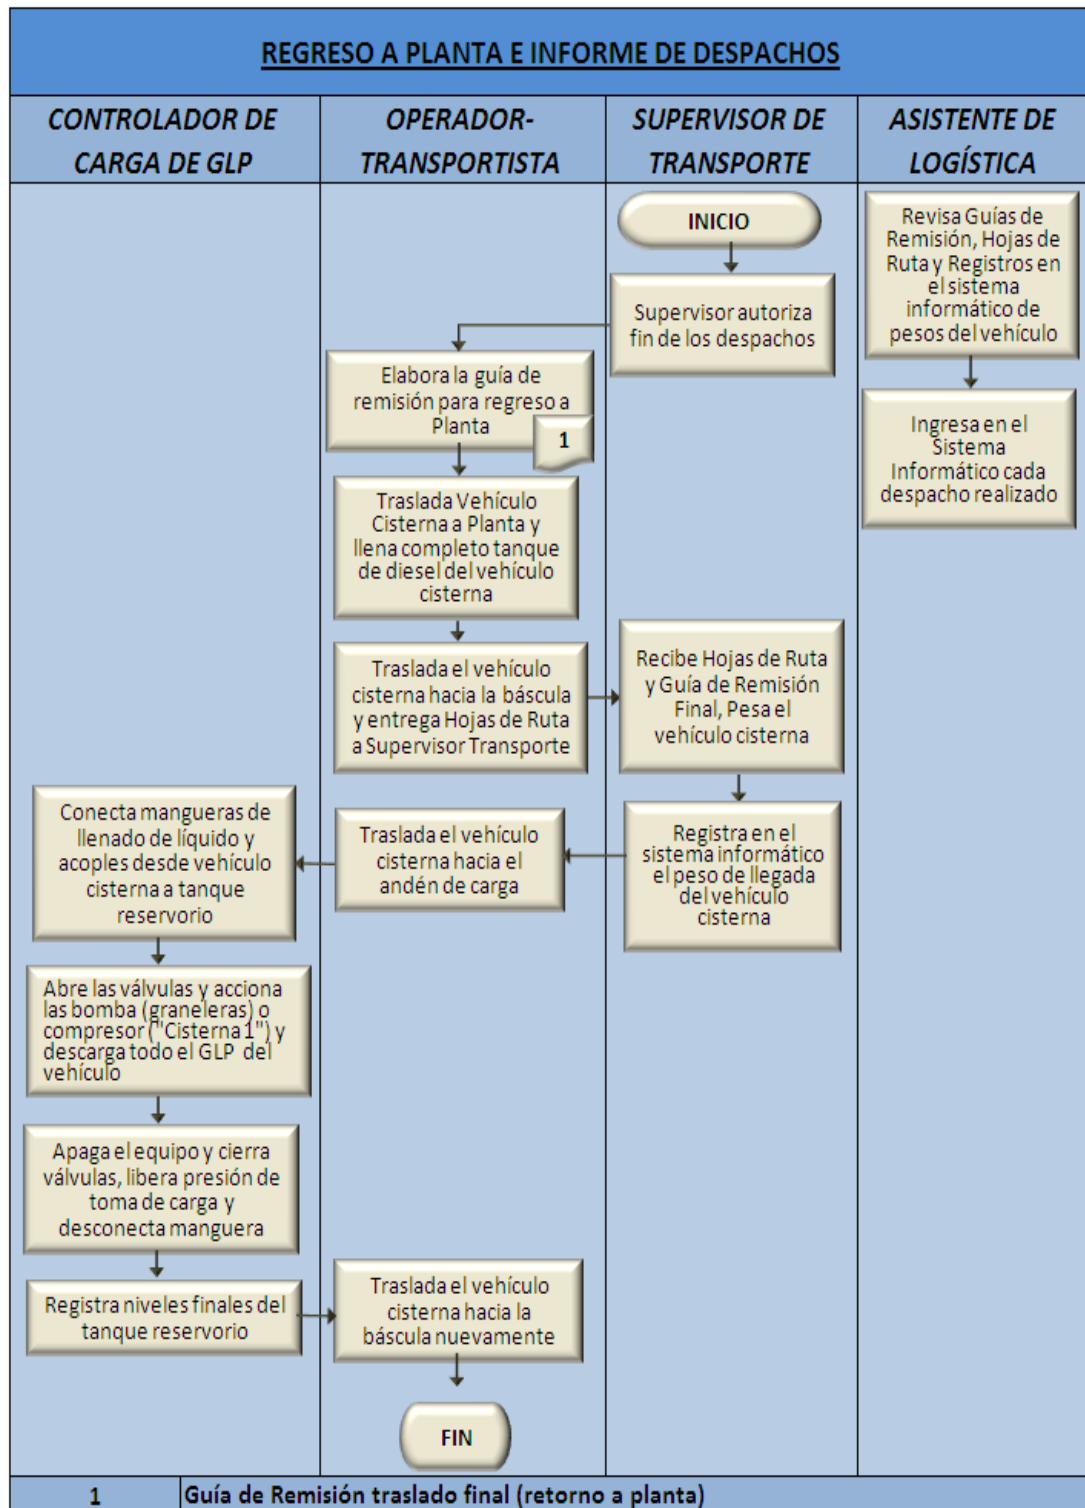 REGRESO A PLANTA E INFORME DE DESPACHOS
CONTROLADOR DE
CARGA DE GLP
OPERADOR-
TRANSPORTISTA
SUPERVISOR DE
TRANSPORTE
ASISTENTE DE
LOGÍSTICA
INICIO
Supervisor autoriza
fin de los despachos
Revisa Guías de
Remisión, Hojas de
Ruta y Registros en
el sistema
informático de
pesos del vehículo
Ingresa en el
Sistema
Informático cada
despacho realizado
Elabora la guía de
remisión para regreso a
Planta
1
Traslada Vehículo
Cisterna a Planta y
llena completo tanque
de diesel del vehículo
cisterna
Traslada el vehículo
cisterna hacia la báscula
y entrega Hojas de Ruta
a Supervisor Transporte
Recibe Hojas de Ruta
y Guía de Remisión
Final, Pesa el
vehículo cisterna
Registra en el
sistema informático
el peso de llegada
del vehículo
cisterna
Traslada el vehículo
cisterna hacia el
andén de carga
Conecta mangueras de
llenado de líquido y
acoples desde vehículo
cisterna a tanque
reservorio
Abre las válvulas y acciona
las bomba (graneleras) o
compresor ("Cisterna 1") y
descarga todo el GLP del
vehículo
Apaga el equipo y cierra
válvulas, libera presión de
toma de carga y
desconecta manguera
Registra niveles finales del
tanque reservorio
Traslada el vehículo
cisterna hacia la
báscula nuevamente
FIN
1 Guía de Remisión traslado final (retorno a planta)